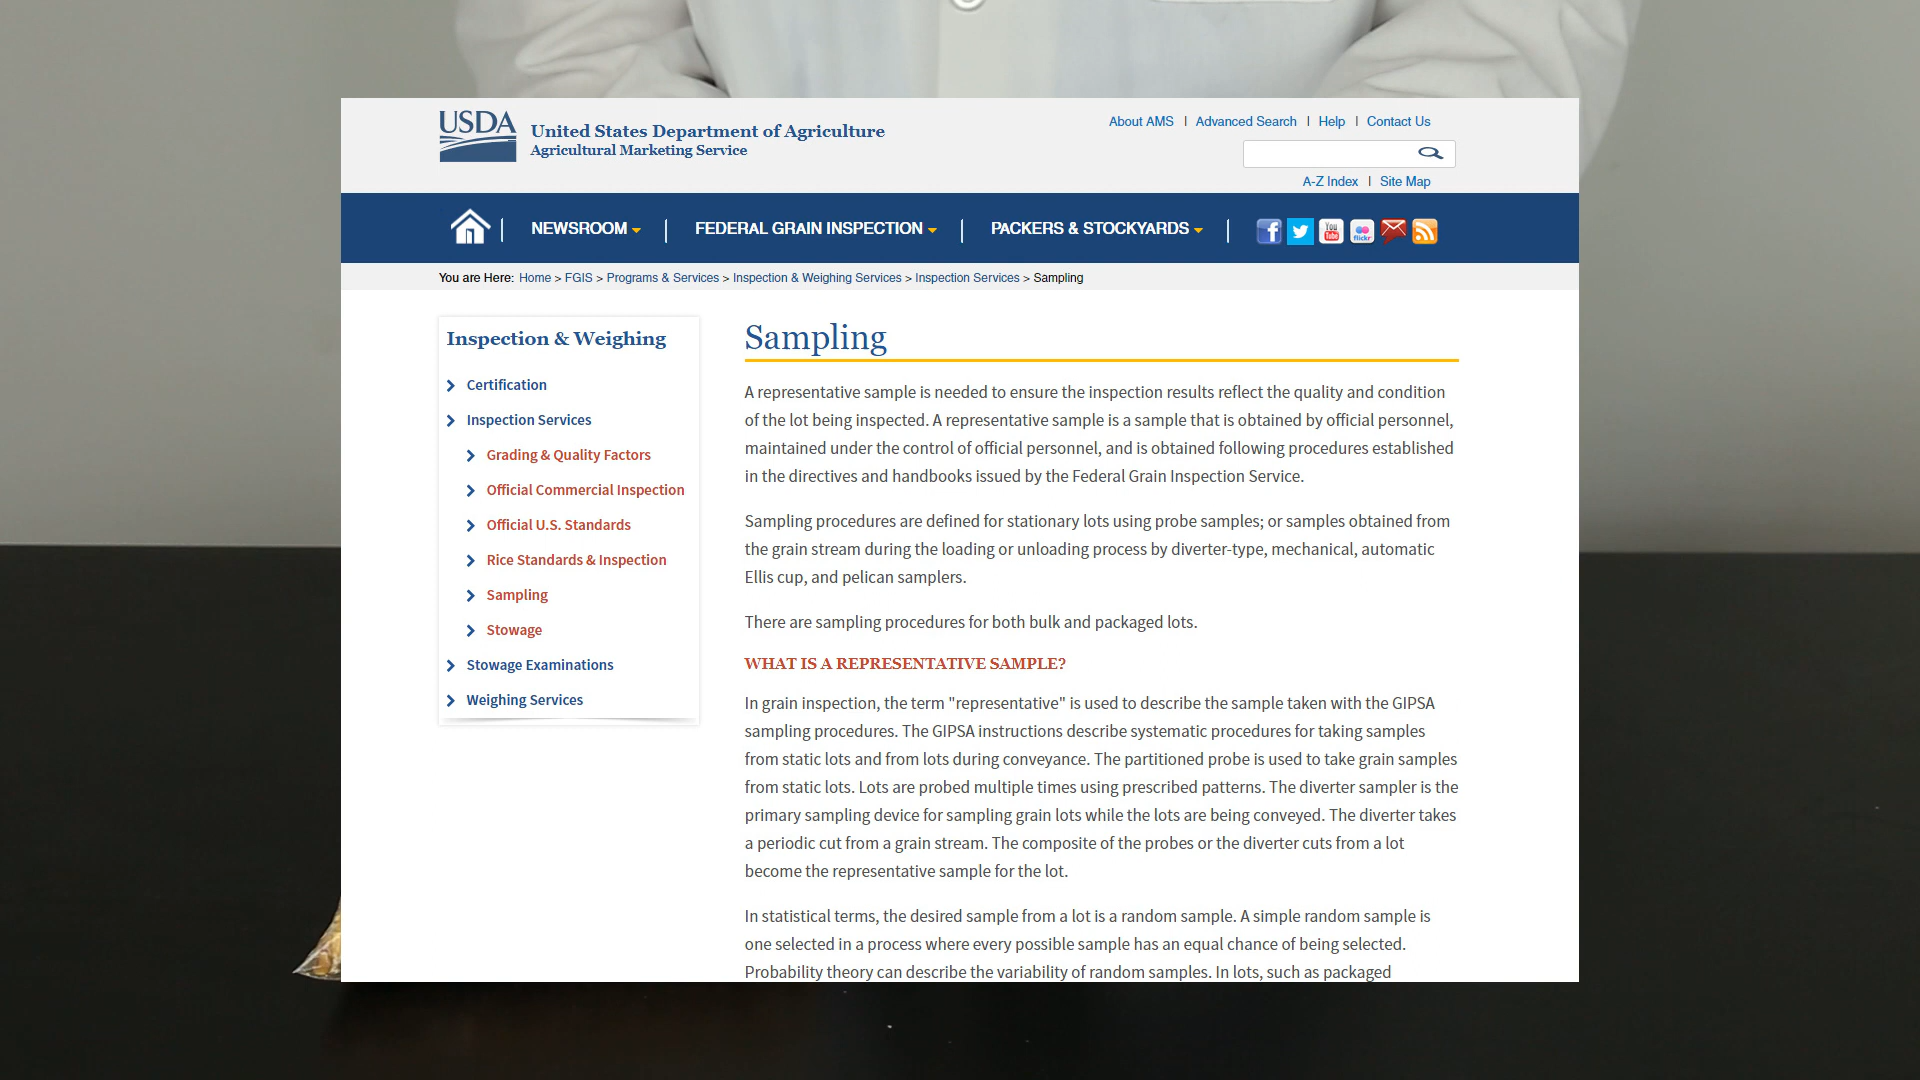 USDA
United States Department of Agriculture
Agricultural Marketing Service
About AMS | Advanced Search | Help | Contact Us
A-Z Index | Site Map
NEWSROOM | FEDERAL GRAIN INSPECTION | PACKERS & STOCKYARDS |
You Tube
flickr
You are Here: Home > FGIS > Programs & Services > Inspection & Weighing Services > Inspection Services > Sampling
Inspection & Weighing
Certification
Inspection Services
Grading & Quality Factors
Official Commercial Inspection
Official U.S. Standards
Rice Standards & Inspection
Sampling
Stowage
Stowage Examinations
Weighing Services
Sampling
A representative sample is needed to ensure the inspection results reflect the quality and condition
of the lot being inspected. A representative sample is a sample that is obtained by official personnel,
maintained under the control of official personnel, and is obtained following procedures established
in the directives and handbooks issued by the Federal Grain Inspection Service.
Sampling procedures are defined for stationary lots using probe samples; or samples obtained from
the grain stream during the loading or unloading process by diverter-type, mechanical, automatic
Ellis cup, and pelican samplers.
There are sampling procedures for both bulk and packaged lots.
WHAT IS A REPRESENTATIVE SAMPLE?
In grain inspection, the term "representative" is used to describe the sample taken with the GIPSA
sampling procedures. The GIPSA instructions describe systematic procedures for taking samples
from static lots and from lots during conveyance. The partitioned probe is used to take grain samples
from static lots. Lots are probed multiple times using prescribed patterns. The diverter sampler is the
primary sampling device for sampling grain lots while the lots are being conveyed. The diverter takes
a periodic cut from a grain stream. The composite of the probes or the diverter cuts from a lot
become the representative sample for the lot.
In statistical terms, the desired sample from a lot is a random sample. A simple random sample is
one selected in a process where every possible sample has an equal chance of being selected.
Probability theory can describe the variability of random samples. In lots, such as packaged